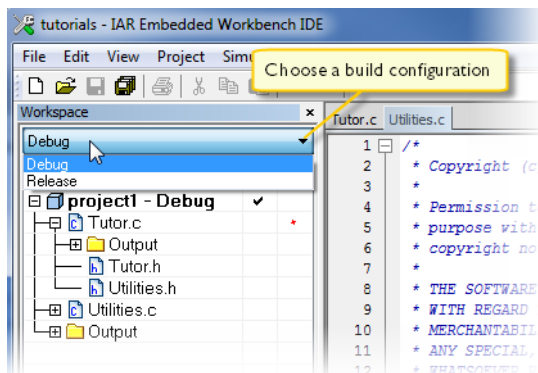 tutorials - IAR Embedded Workbench IDE
File Edit View Project
Choose a build configuration
Workspace
Tutor.c Utilities.c
Debug
Debug
Release
project1 - Debug
Tutor.c
Output
Tutor.h
Utilities.h
Utilities.c
Output
1 /*
2 * Copyright (c
3 *
4 * Permission
5 * purpose with
6 * copyright no
7 *
8 * THE SOFTWARE
9 * WITH REGARD
10 * MERCHANTABIL
11 * ANY SPECIAL,
12